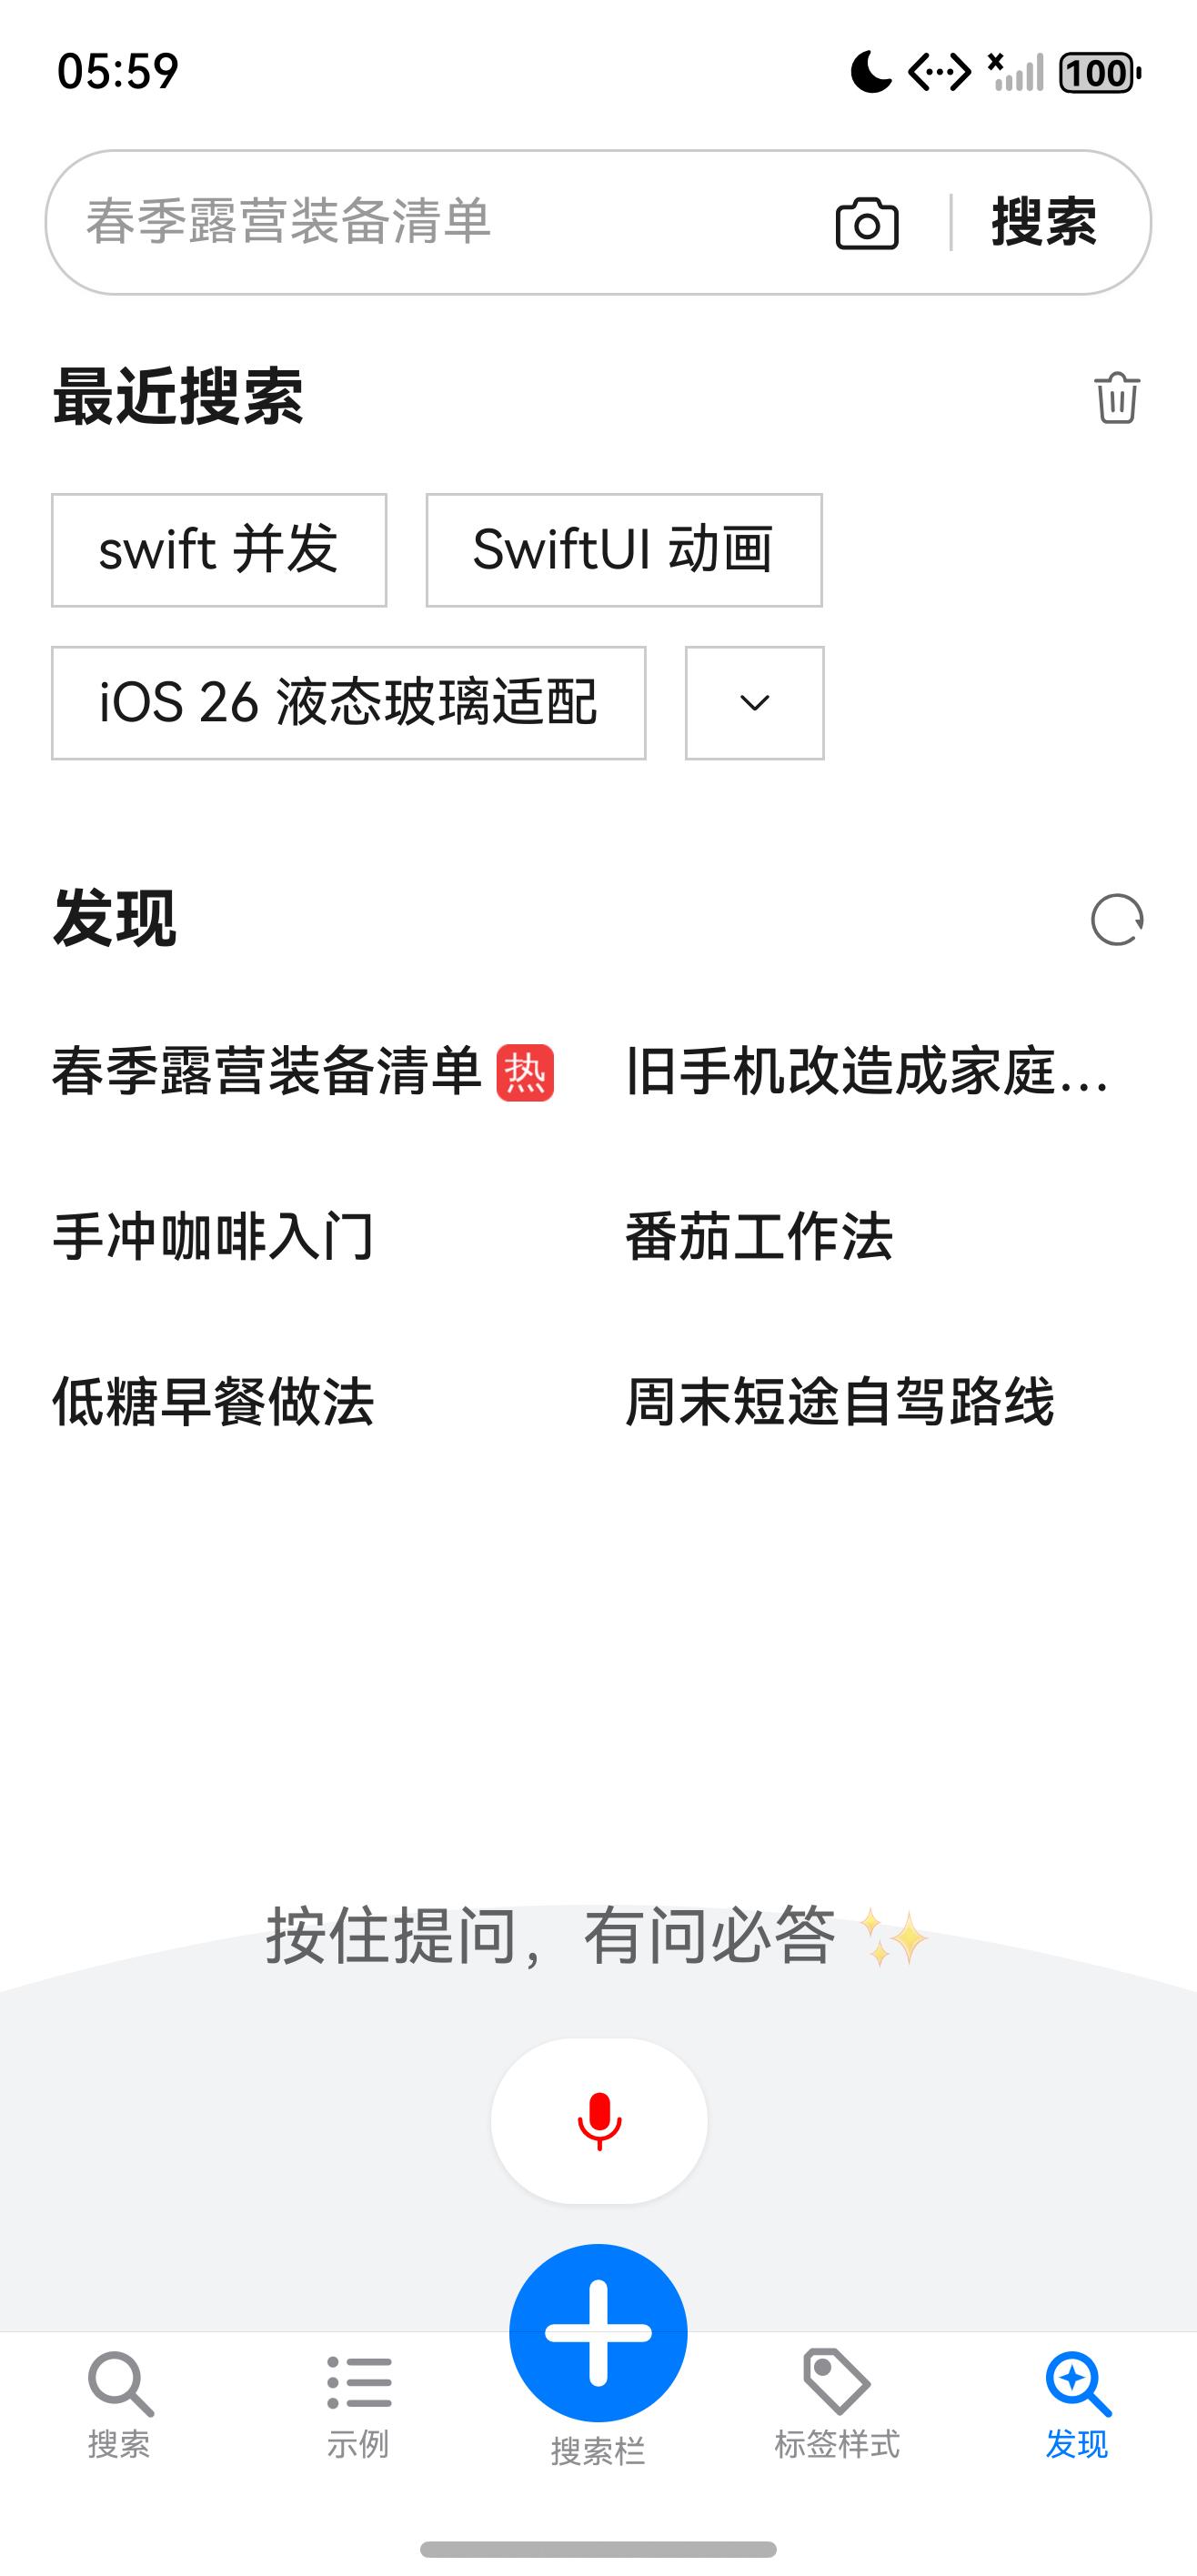 05:59
100
春季露营装备清单
搜索
最近搜索
swift 并发
SwiftUI 动画
iOS 26 液态玻璃适配
发现
春季露营装备清单 热
旧手机改造成家庭...
手冲咖啡入门
番茄工作法
低糖早餐做法
周末短途自驾路线
按住提问，有问必答 ✨
搜索
示例
搜索栏
标签样式
发现